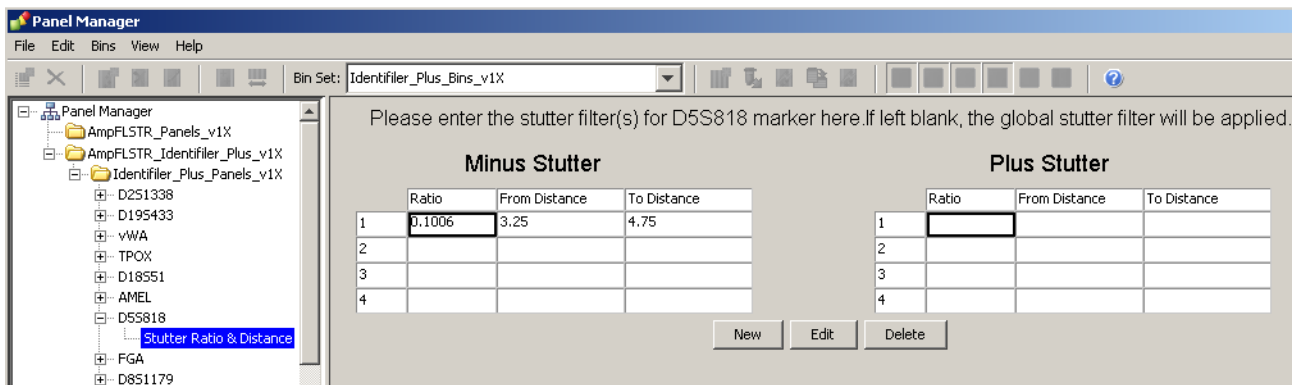 Panel Manager
File Edit Bins View Help
Bin Set: Identifiler_Plus_Bins_v1X
Panel Manager
AmpFLSTR_Panels_v1X
AmpFLSTR_Identifiler_Plus_v1X
Identifiler_Plus_Panels_v1X
D2S1338
D19S433
vWA
TPOX
D18S51
AMEL
D5S818
Stutter Ratio & Distance
FGA
D8S1179
Please enter the stutter filter(s) for D5S818 marker here.If left blank, the global stutter filter will be applied.
Minus Stutter
Ratio From Distance To Distance
1 0.1006 3.25 4.75
2
3
4
Plus Stutter
Ratio From Distance To Distance
1
2
3
4
New Edit Delete